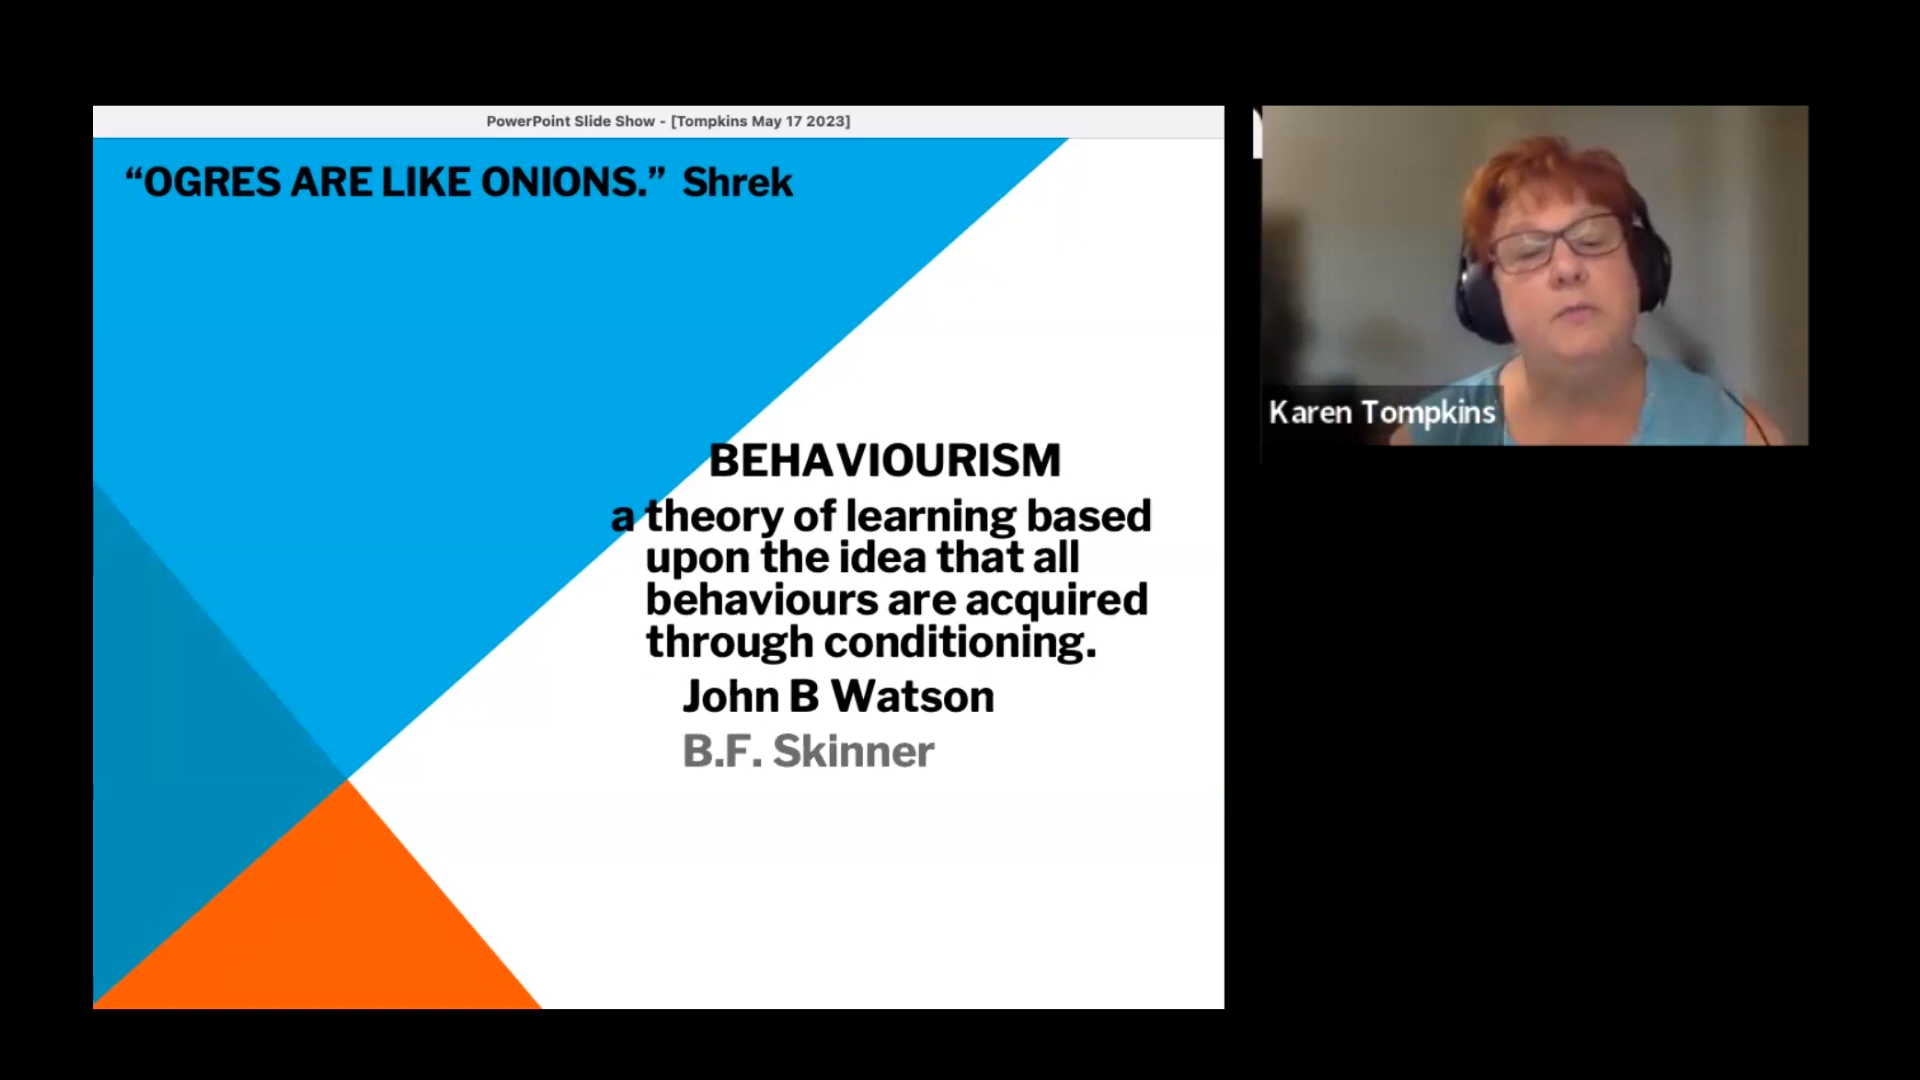 PowerPoint Slide Show - [Tompkins May 17 2023]
“OGRES ARE LIKE ONIONS.” Shrek
BEHAVIOURISM
a theory of learning based
upon the idea that all
behaviours are acquired
through conditioning.
John B Watson
B.F. Skinner
Karen Tompkins